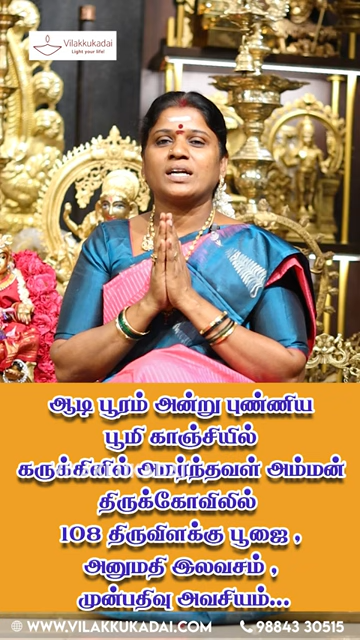 Vilakkukadai
Light your life!
ஆடி பூரம் அன்று புண்ணிய
பூமி காஞ்சியில்
கருக்கினில் அமர்ந்தவள் அம்மன்
திருக்கோவிலில்
108 திருவிளக்கு பூஜை ,
அனுமதி இலவசம் ,
முன்பதிவு அவசியம்...
WWW.VILAKKUKADAI.COM 98843 30515